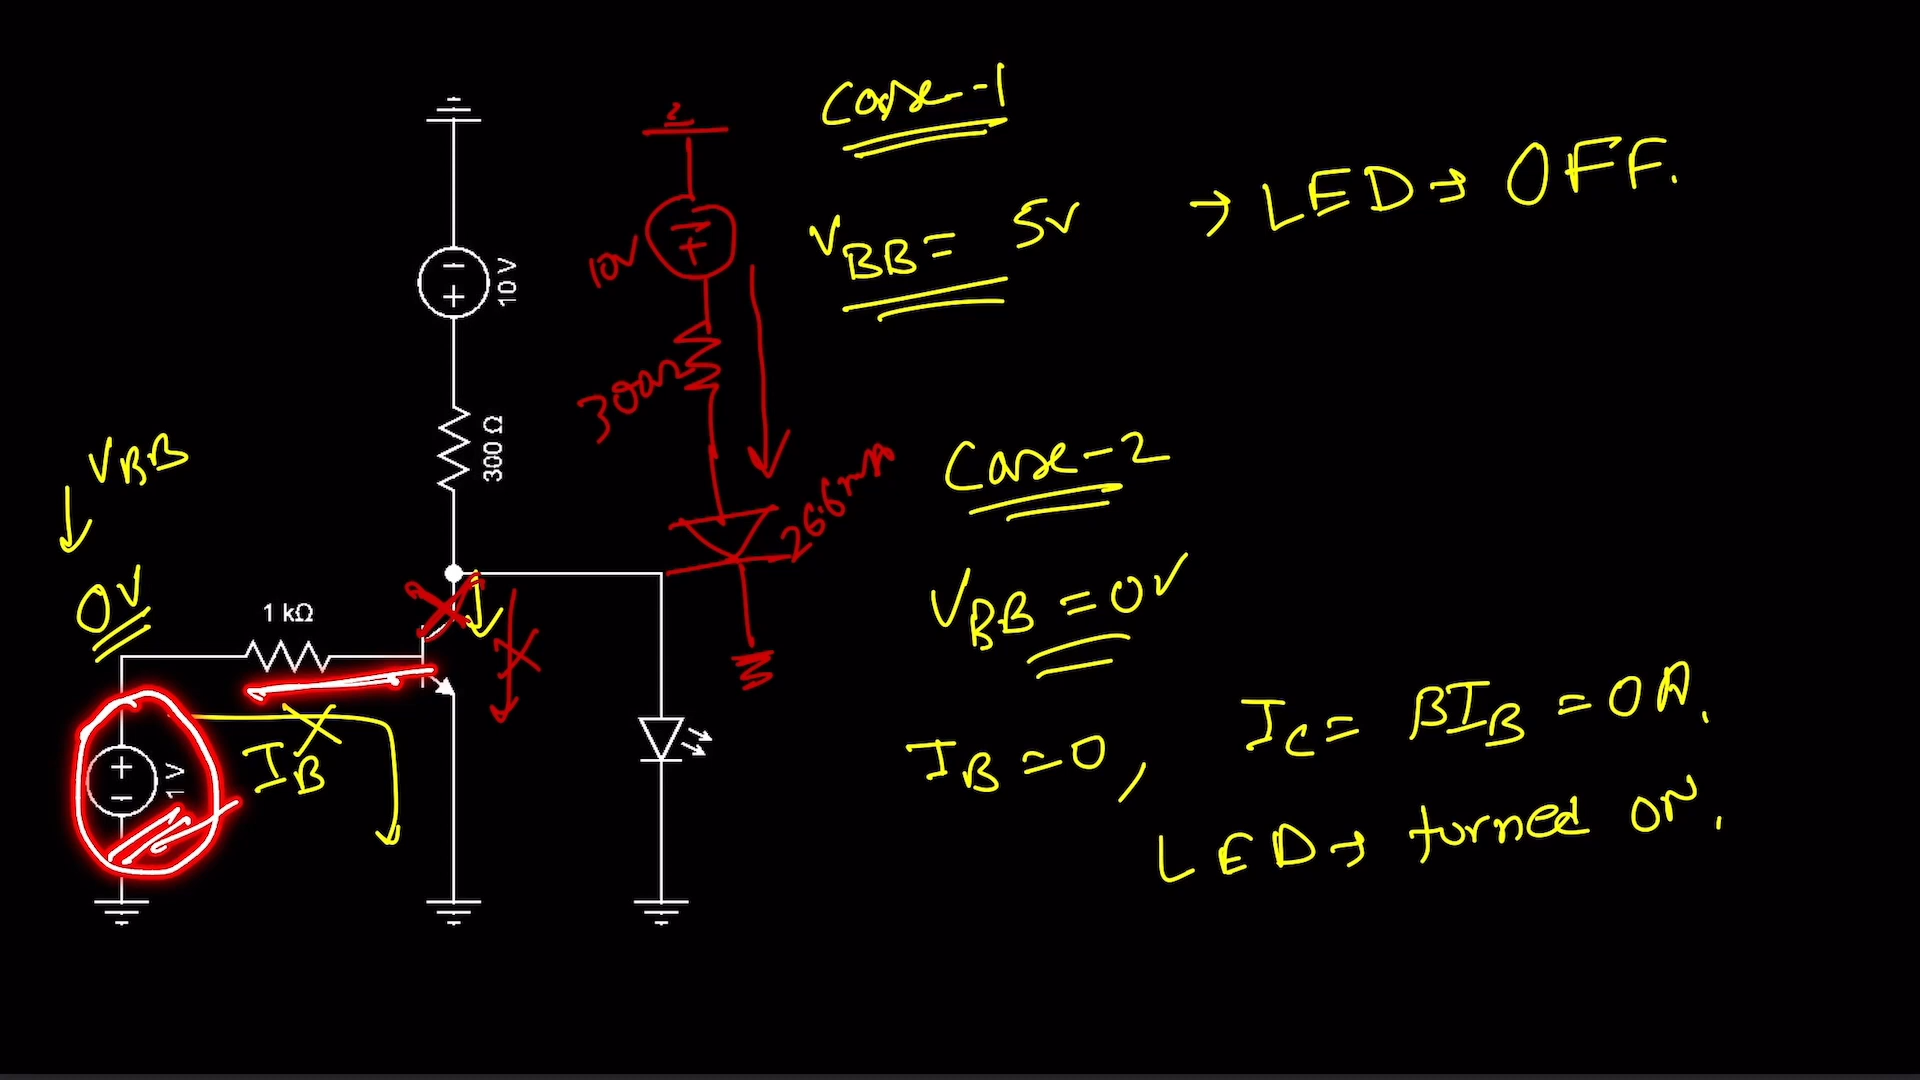 Case-1
VBB = 5V → LED → OFF.
10V
10V
300Ω
300 Ω
26.6mA
VBB
0V
1 kΩ
IB
1 V
Case-2
VBB = 0V
IB = 0, IC = βIB = 0A.
LED → turned ON.